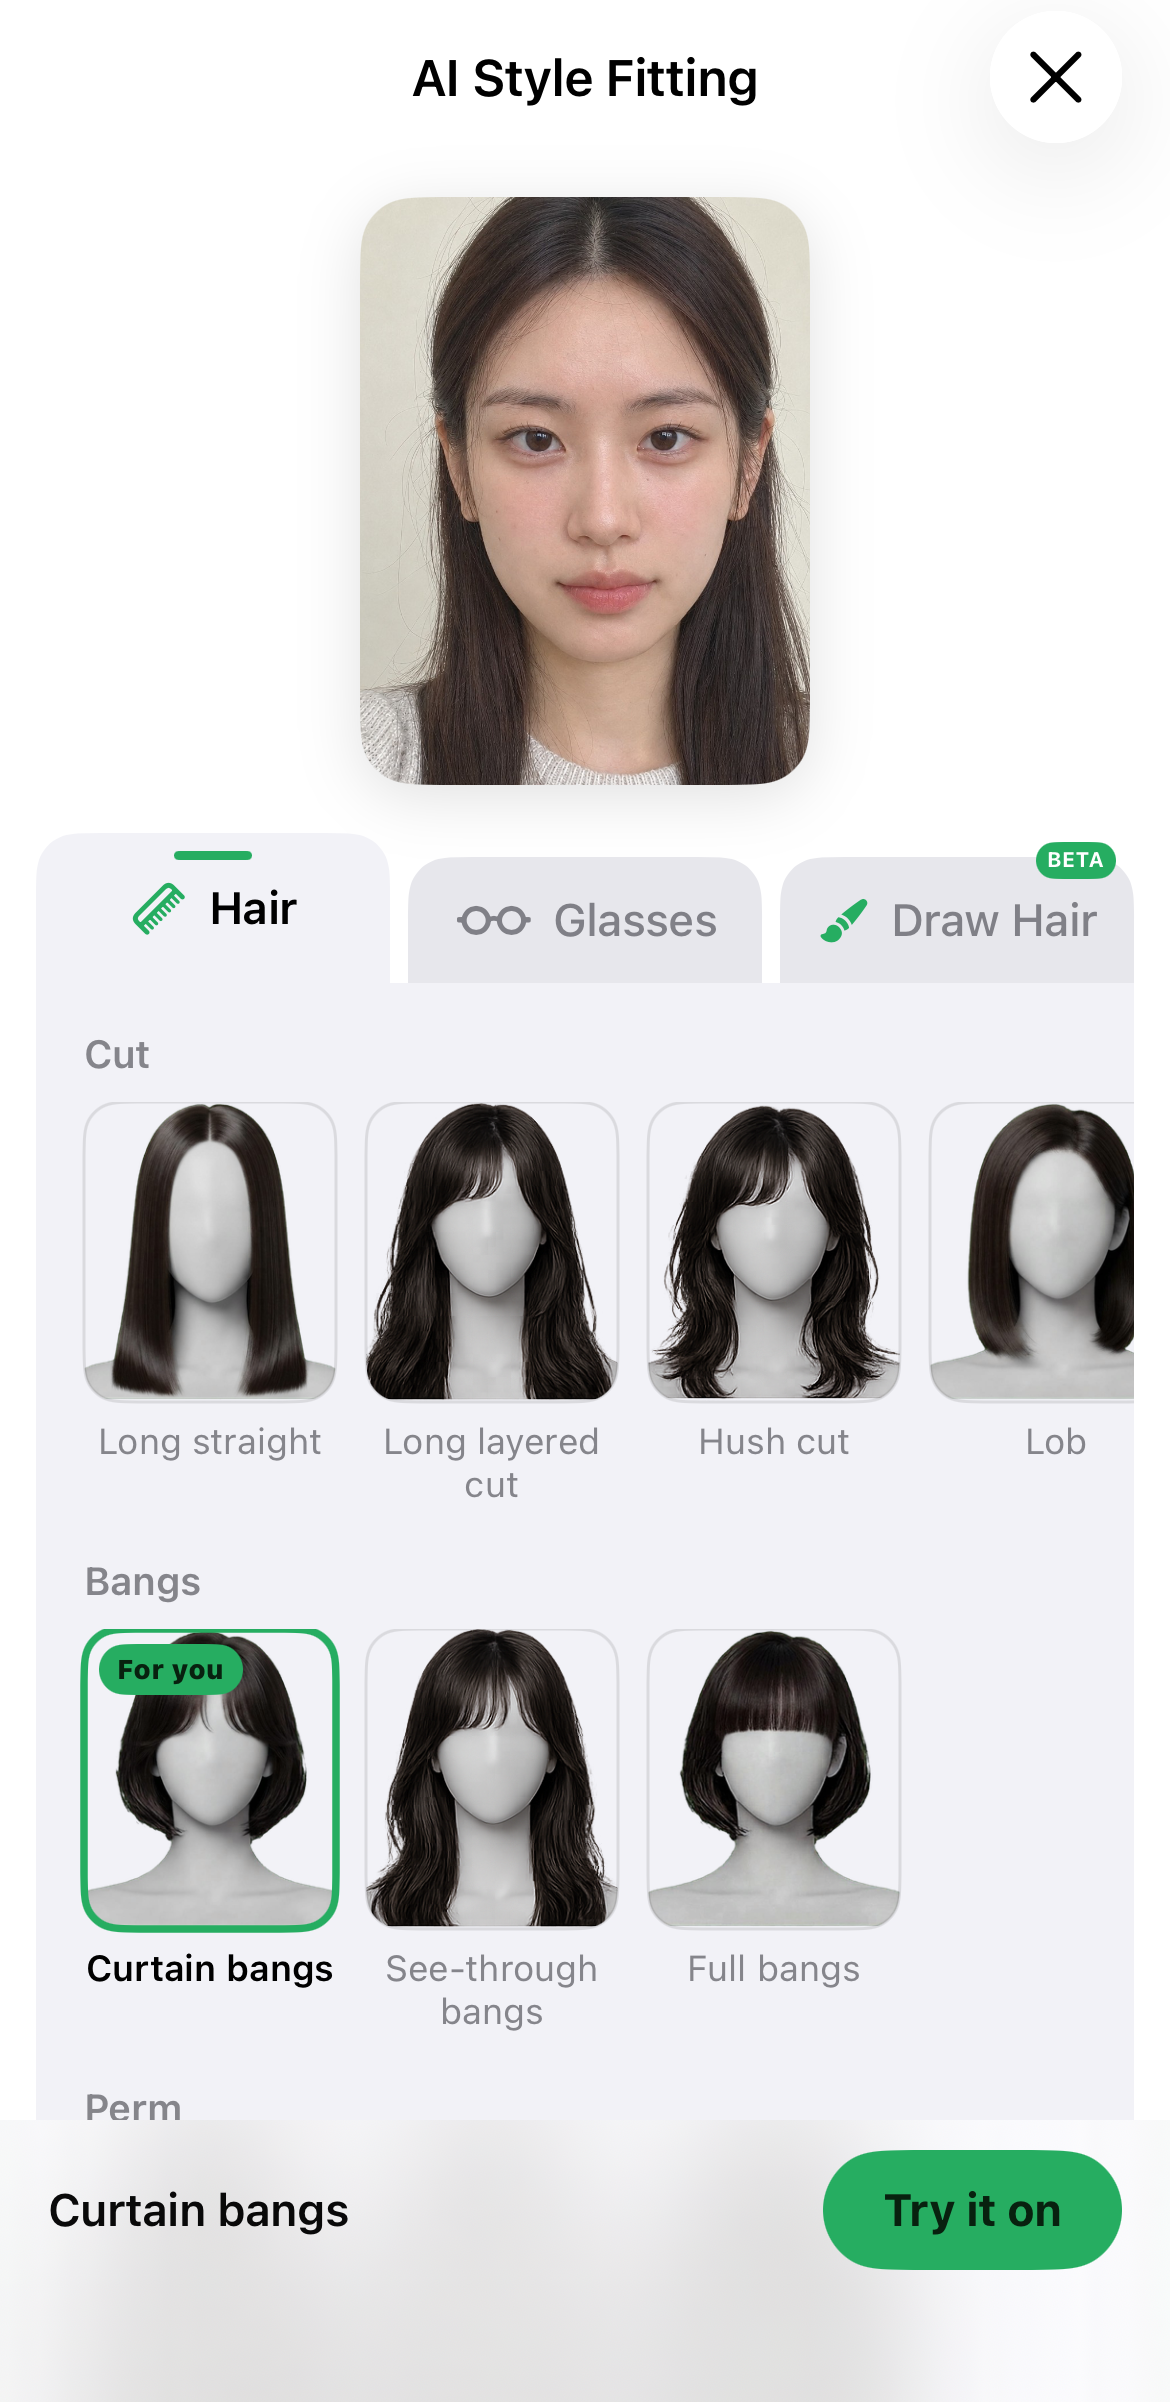 AI Style Fitting
Hair
Glasses
BETA
Draw Hair
Cut
Long straight
Long layered
cut
Hush cut
Lob
Bangs
For you
Curtain bangs
See-through
bangs
Full bangs
Perm
Curtain bangs
Try it on